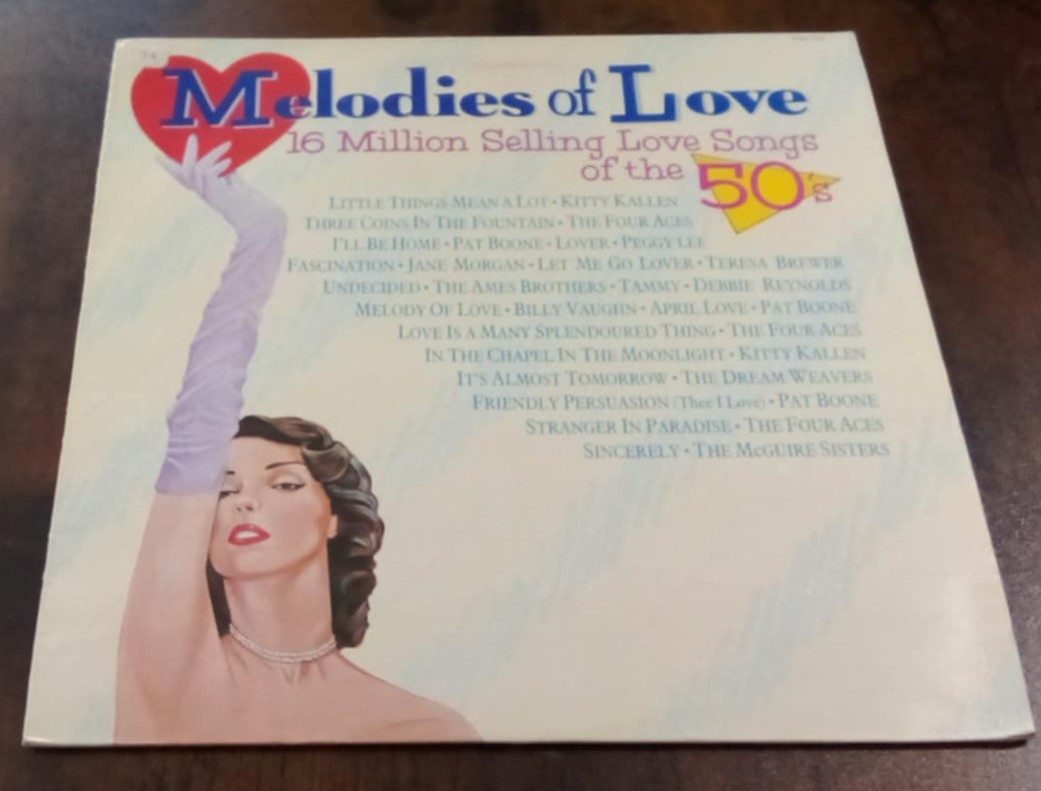 Melodies of Love
16 Million Selling Love Songs
of the 50's
LITTLE THINGS MEAN A LOT • KITTY KALLEN
THREE COINS IN THE FOUNTAIN • THE FOUR ACES
I'LL BE HOME • PAT BOONE • LOVER • PEGGY LEE
FASCINATION • JANE MORGAN • LET ME GO LOVER • TERESA BREWER
UNDECIDED • THE AMES BROTHERS • TAMMY • DEBBIE REYNOLDS
MELODY OF LOVE • BILLY VAUGHN • APRIL LOVE • PAT BOONE
LOVE IS A MANY SPLENDOURED THING • THE FOUR ACES
IN THE CHAPEL IN THE MOONLIGHT • KITTY KALLEN
IT'S ALMOST TOMORROW • THE DREAM WEAVERS
FRIENDLY PERSUASION (Thee I Love) • PAT BOONE
STRANGER IN PARADISE • THE FOUR ACES
SINCERELY • THE McGUIRE SISTERS